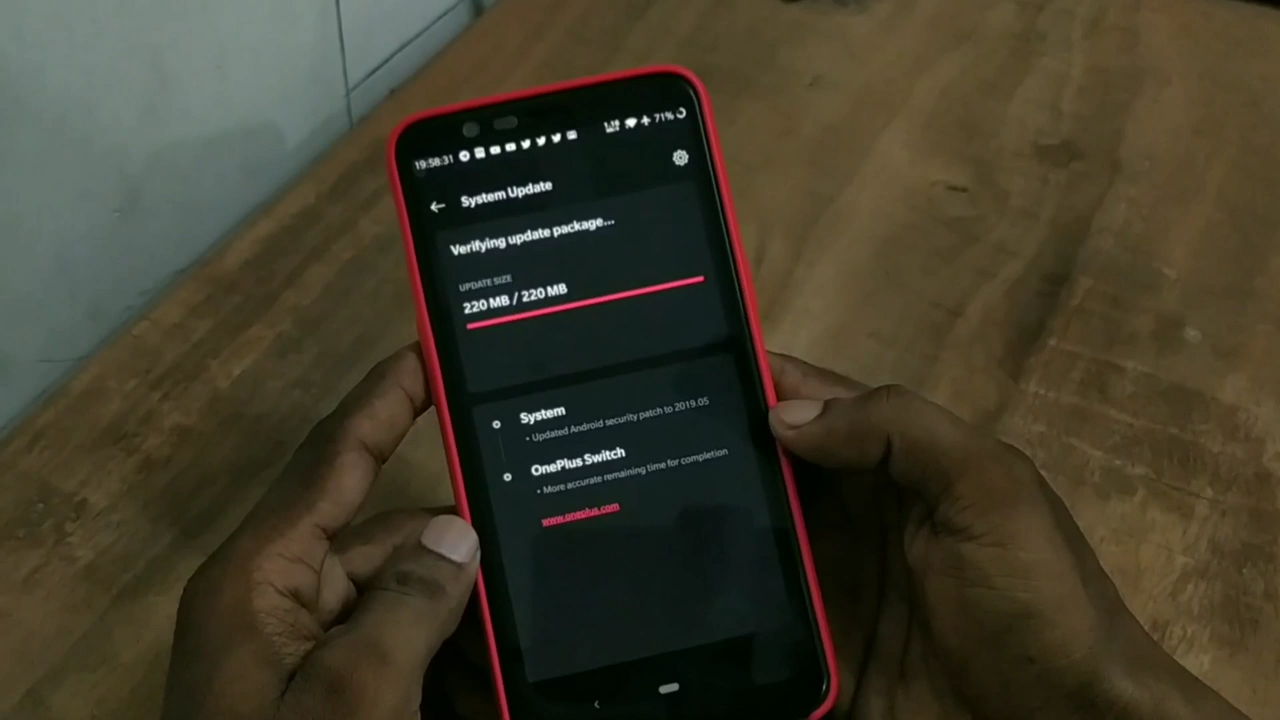 19:58:31 71%
System Update
Verifying update package...
UPDATE SIZE
220 MB / 220 MB
System
• Updated Android security patch to 2019.05
OnePlus Switch
• More accurate remaining time for completion
www.oneplus.com